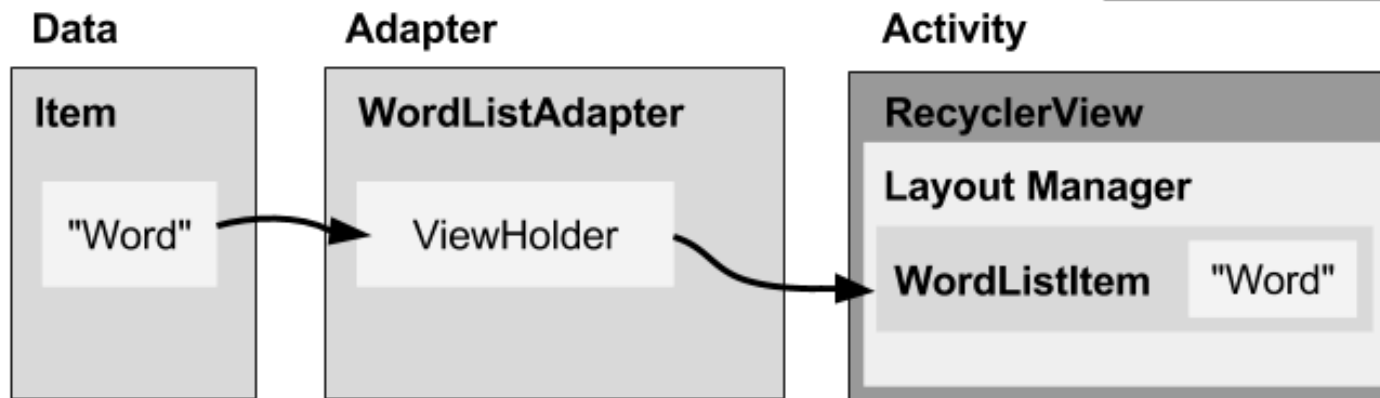 Data
Adapter
Activity
Item
WordListAdapter
RecyclerView
Layout Manager
"Word"
ViewHolder
WordListItem
"Word"